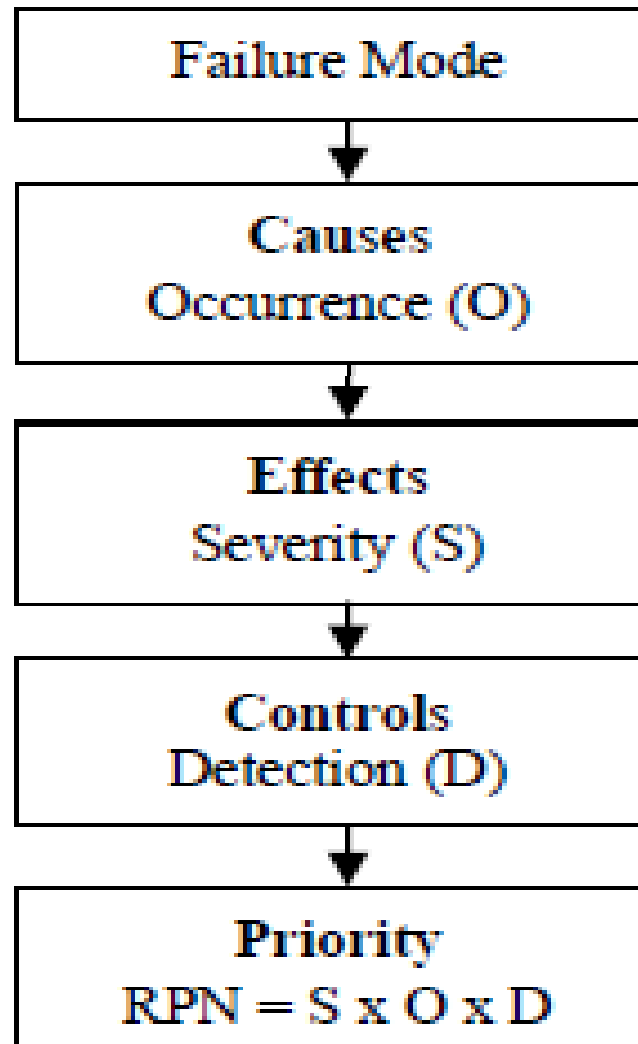 Failure Mode
Causes
Occurrence (O)
Effects
Severity (S)
Controls
Detection (D)
Priority
RPN = S x O x D